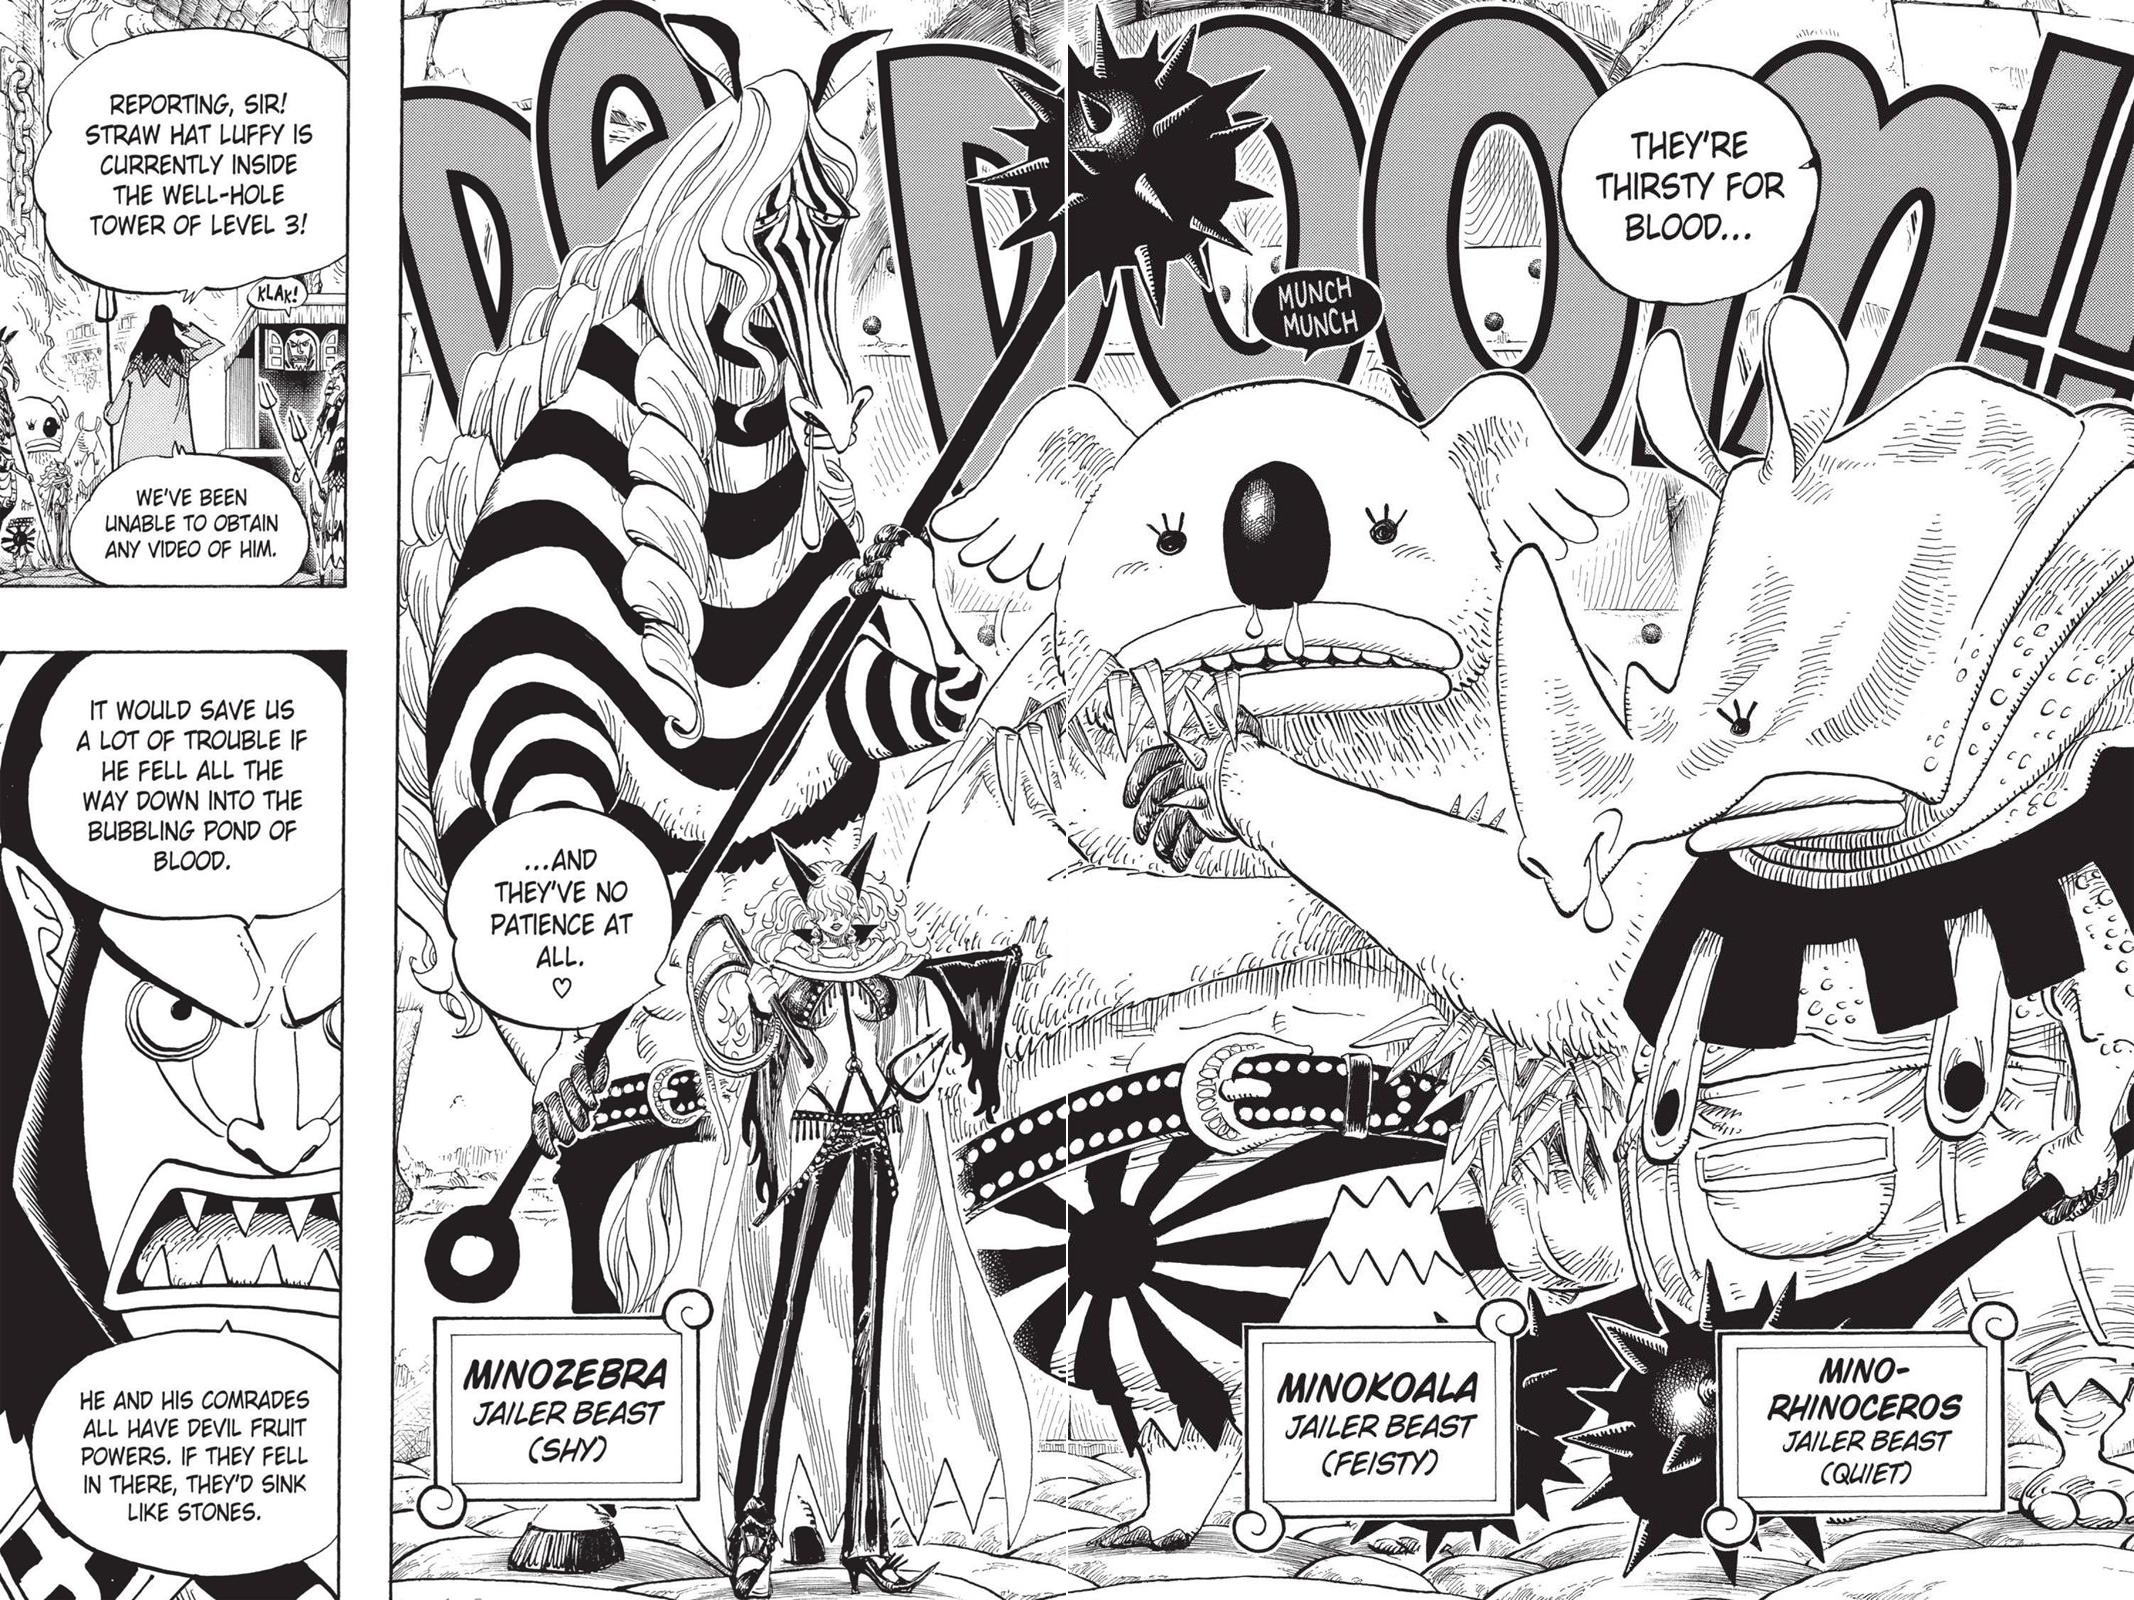 REPORTING, SIR!
STRAW HAT LUFFY IS
CURRENTLY INSIDE
THE WELL-HOLE
TOWER OF LEVEL 3!
KLAK!
WE'VE BEEN
UNABLE TO OBTAIN
ANY VIDEO OF HIM.
IT WOULD SAVE US
A LOT OF TROUBLE IF
HE FELL ALL THE
WAY DOWN INTO THE
BUBBLING POND OF
BLOOD.
HE AND HIS COMRADES
ALL HAVE DEVIL FRUIT
POWERS. IF THEY FELL
IN THERE, THEY'D SINK
LIKE STONES.
DA DOOOM!!
THEY'RE
THIRSTY FOR
BLOOD...
MUNCH
MUNCH
...AND
THEY'VE NO
PATIENCE AT
ALL.
♡
MINOZEBRA
JAILER BEAST
(SHY)
MINOKOALA
JAILER BEAST
(FEISTY)
MINO-
RHINOCEROS
JAILER BEAST
(QUIET)